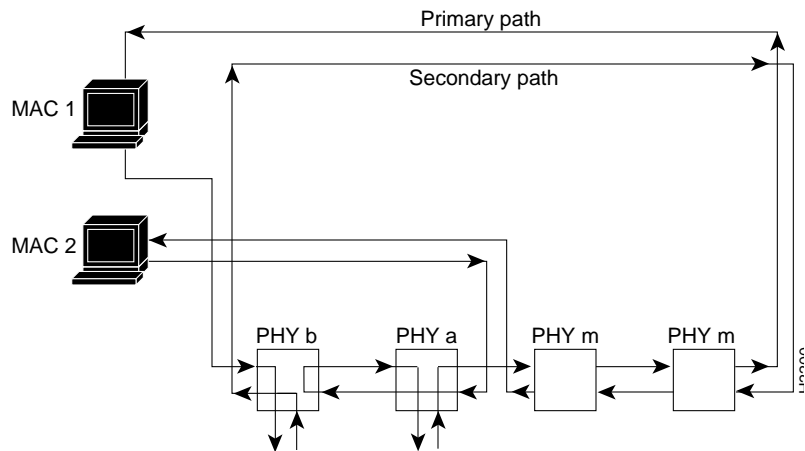 Primary path
Secondary path
MAC 1
MAC 2
PHY b
PHY a
PHY m
PHY m